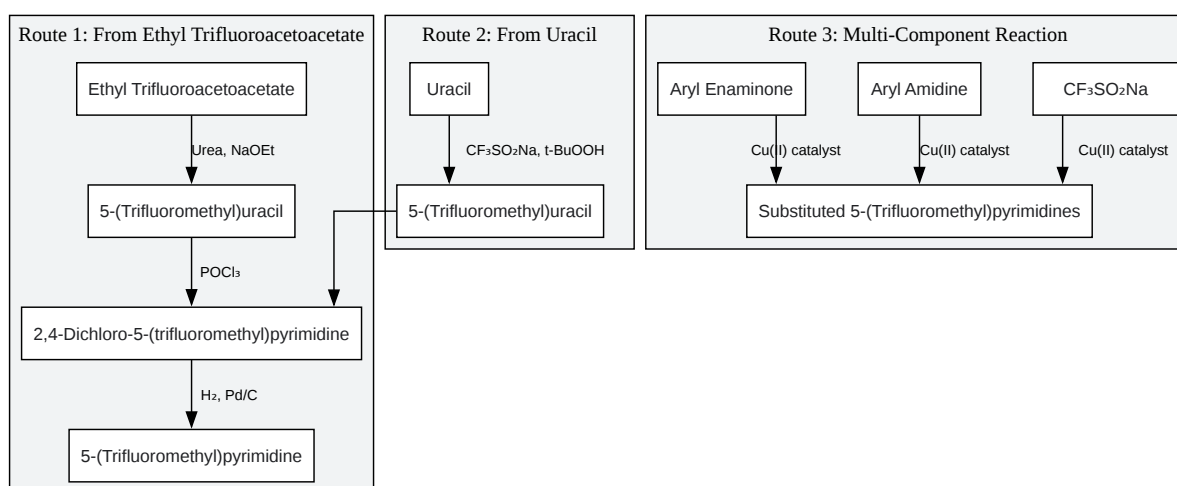 Route 1: From Ethyl Trifluoroacetoacetate
Ethyl Trifluoroacetoacetate
Urea, NaOEt
5-(Trifluoromethyl)uracil
POCl₃
2,4-Dichloro-5-(trifluoromethyl)pyrimidine
H₂, Pd/C
5-(Trifluoromethyl)pyrimidine
Route 2: From Uracil
Uracil
CF₃SO₂Na, t-BuOOH
5-(Trifluoromethyl)uracil
Route 3: Multi-Component Reaction
Aryl Enaminone
Aryl Amidine
CF₃SO₂Na
Cu(II) catalyst
Cu(II) catalyst
Cu(II) catalyst
Substituted 5-(Trifluoromethyl)pyrimidines